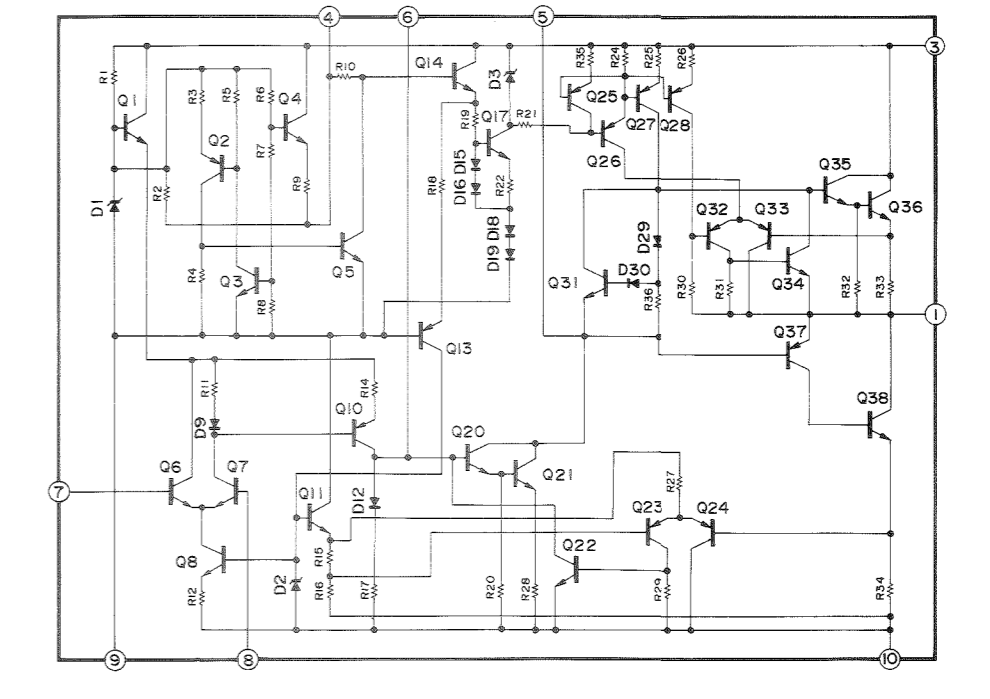 4
6
5
3
R1
Q1
R3
R5
R6
Q4
R10
Q14
D3
R35
R24
R25
R26
Q25
R19
Q17
R21
Q27
Q28
Q26
Q2
R7
R2
R9
D16
D15
R18
R22
Q35
Q36
D1
Q32
Q33
D19
D18
D29
R4
Q3
Q5
R8
Q31
D30
R36
R30
R31
Q34
R32
R33
1
Q13
Q37
R11
R14
D9
Q10
Q38
Q6
Q7
Q20
Q21
7
Q11
D12
R27
Q23
Q24
Q8
Q22
R15
R12
D2
R16
R17
R20
R28
R29
R34
9
8
10